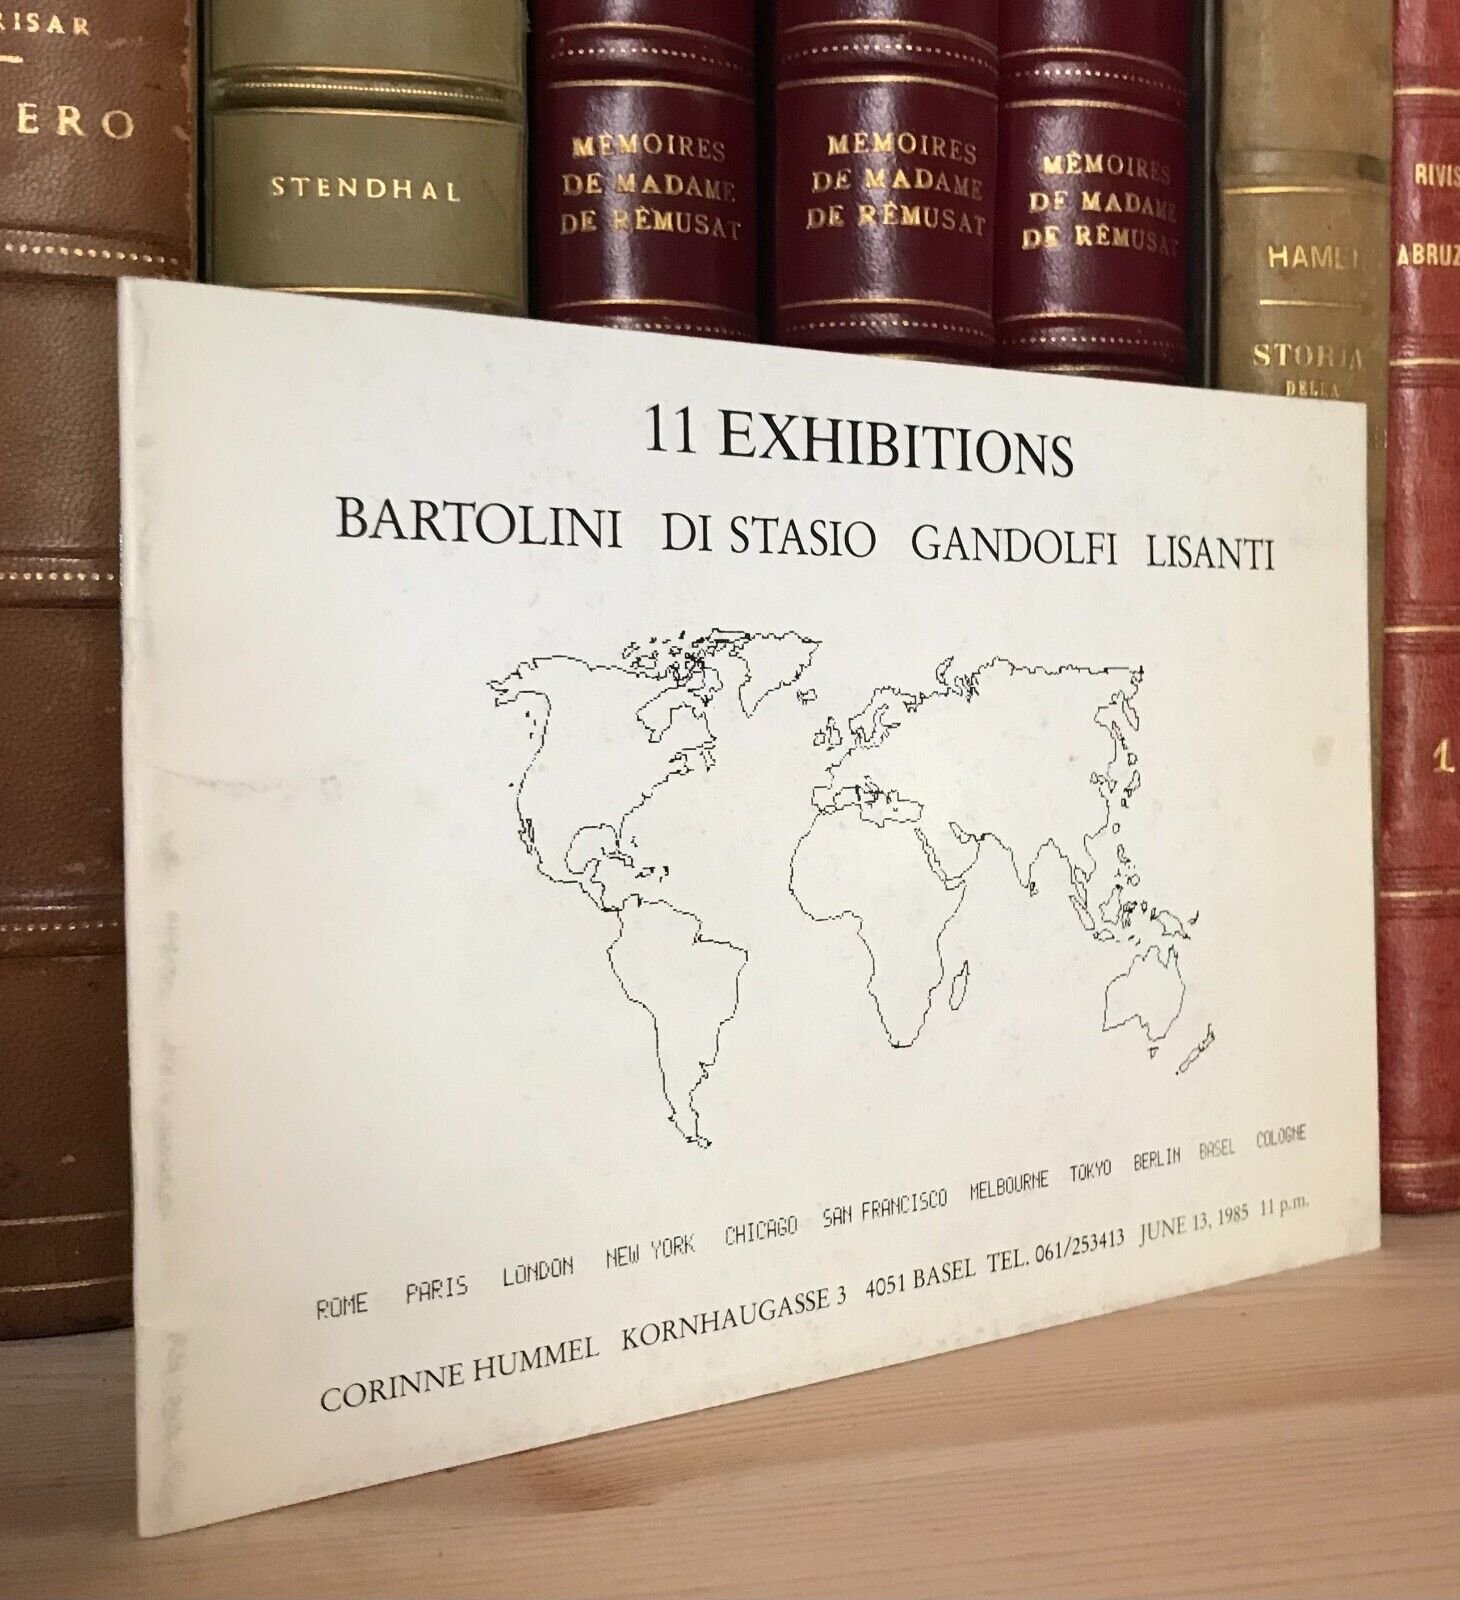 RISAR
ERO
STENDHAL
MÉMOIRES
DE MADAME
DE RÉMUSAT
MÉMOIRES
DE MADAME
DE RÉMUSAT
MÉMOIRES
DE MADAME
DE RÉMUSAT
HAMEL
STORIA
DELLA
RIVIS
ABRUZ
1
11 EXHIBITIONS
BARTOLINI DI STASIO GANDOLFI LISANTI
ROME PARIS LONDON NEW YORK CHICAGO SAN FRANCISCO MELBOURNE TOKYO BERLIN BASEL COLOGNE
CORINNE HUMMEL KORNHAUGASSE 3 4051 BASEL TEL. 061/253413 JUNE 13, 1985 11 p.m.